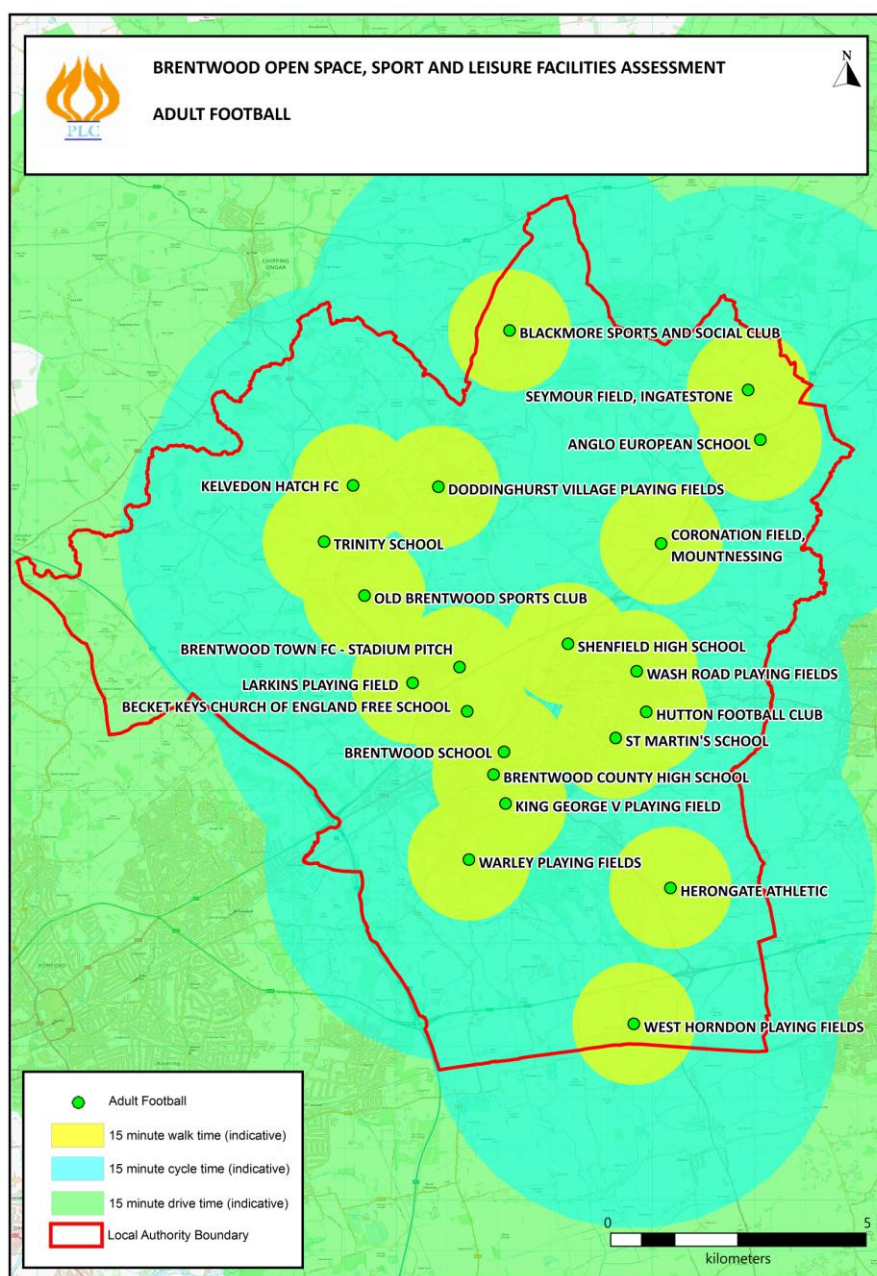 BRENTWOOD OPEN SPACE, SPORT AND LEISURE FACILITIES ASSESSMENT
ADULT FOOTBALL
PLC
N
CHIPPING
ONGAR
BLACKMORE SPORTS AND SOCIAL CLUB
SEYMOUR FIELD, INGATESTONE
ANGLO EUROPEAN SCHOOL
KELVEDON HATCH FC
DODDINGHURST VILLAGE PLAYING FIELDS
TRINITY SCHOOL
CORONATION FIELD,
MOUNTNESSING
OLD BRENTWOOD SPORTS CLUB
SHENFIELD HIGH SCHOOL
BRENTWOOD TOWN FC - STADIUM PITCH
WASH ROAD PLAYING FIELDS
LARKINS PLAYING FIELD
BECKET KEYS CHURCH OF ENGLAND FREE SCHOOL
HUTTON FOOTBALL CLUB
ST MARTIN'S SCHOOL
BRENTWOOD SCHOOL
BRENTWOOD COUNTY HIGH SCHOOL
KING GEORGE V PLAYING FIELD
WARLEY PLAYING FIELDS
HERONGATE ATHLETIC
WEST HORNDON PLAYING FIELDS
Adult Football
15 minute walk time (indicative)
15 minute cycle time (indicative)
15 minute drive time (indicative)
Local Authority Boundary
0 5
kilometers